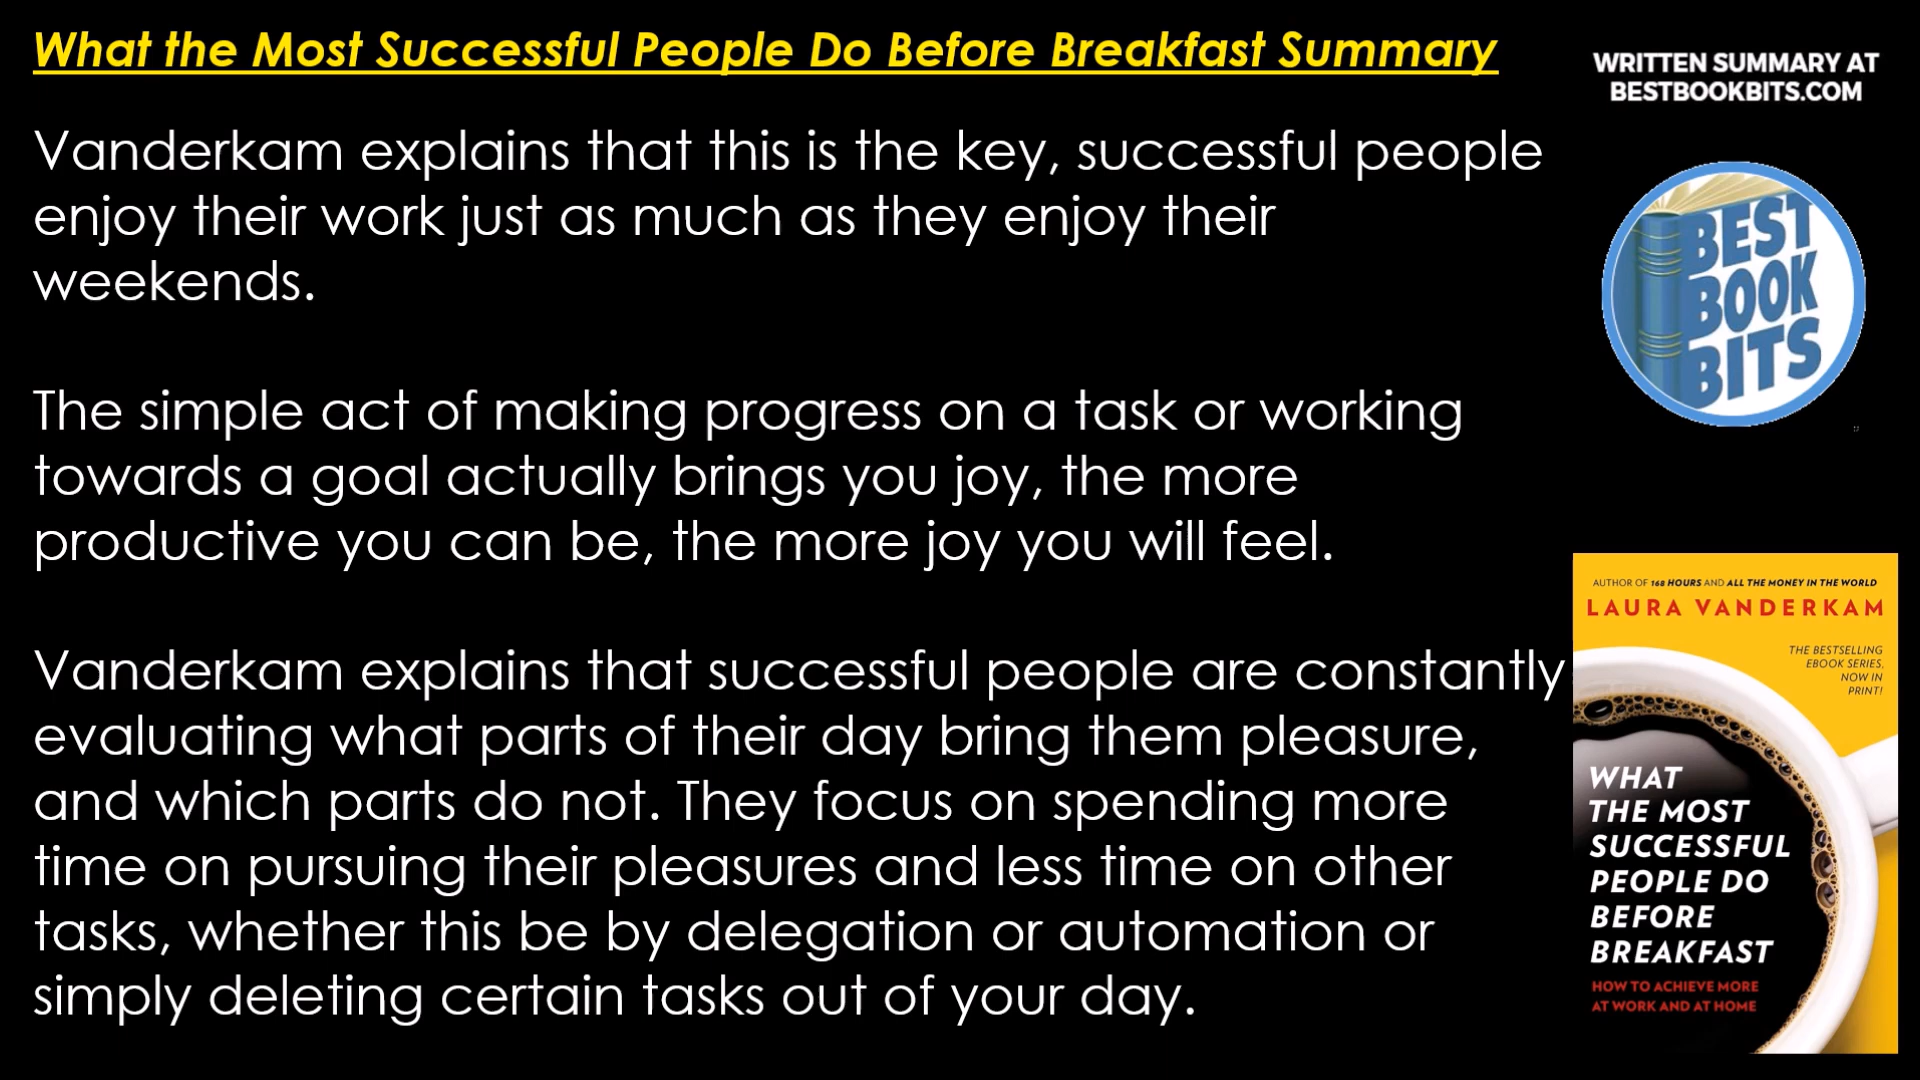 What the Most Successful People Do Before Breakfast Summary
Vanderkam explains that this is the key, successful people
enjoy their work just as much as they enjoy their
weekends.
The simple act of making progress on a task or working
towards a goal actually brings you joy, the more
productive you can be, the more joy you will feel.
Vanderkam explains that successful people are constantly
evaluating what parts of their day bring them pleasure,
and which parts do not. They focus on spending more
time on pursuing their pleasures and less time on other
tasks, whether this be by delegation or automation or
simply deleting certain tasks out of your day.
WRITTEN SUMMARY AT
BESTBOOKBITS.COM
BEST
BOOK
BITS
AUTHOR OF 168 HOURS AND ALL THE MONEY IN THE WORLD
LAURA VANDERKAM
THE BESTSELLING
EBOOK SERIES,
NOW IN
PRINT!
WHAT
THE MOST
SUCCESSFUL
PEOPLE DO
BEFORE
BREAKFAST
HOW TO ACHIEVE MORE
AT WORK AND AT HOME